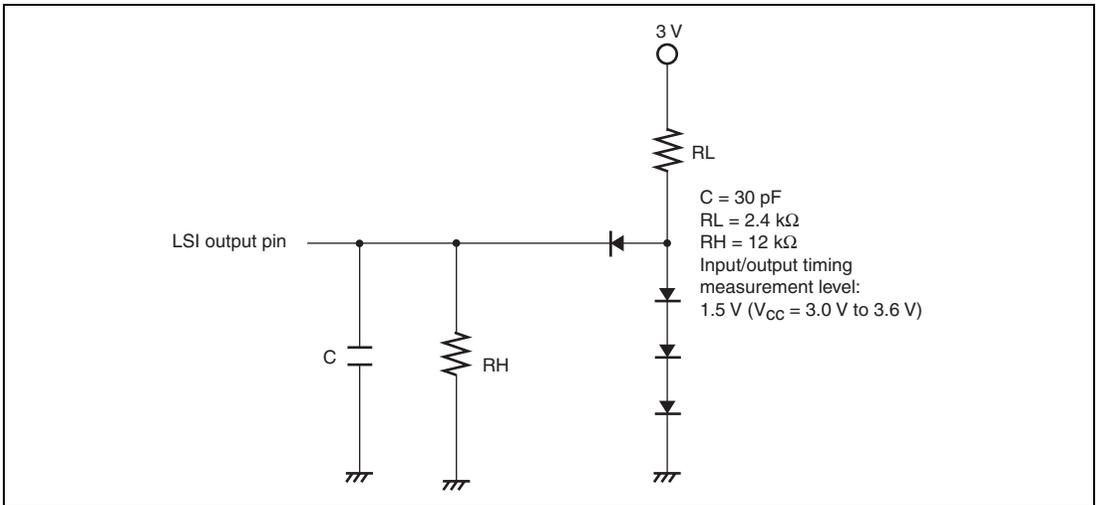 3 V
RL
C = 30 pF
RL = 2.4 kΩ
RH = 12 kΩ
Input/output timing
measurement level:
1.5 V (VCC = 3.0 V to 3.6 V)
LSI output pin
C
RH